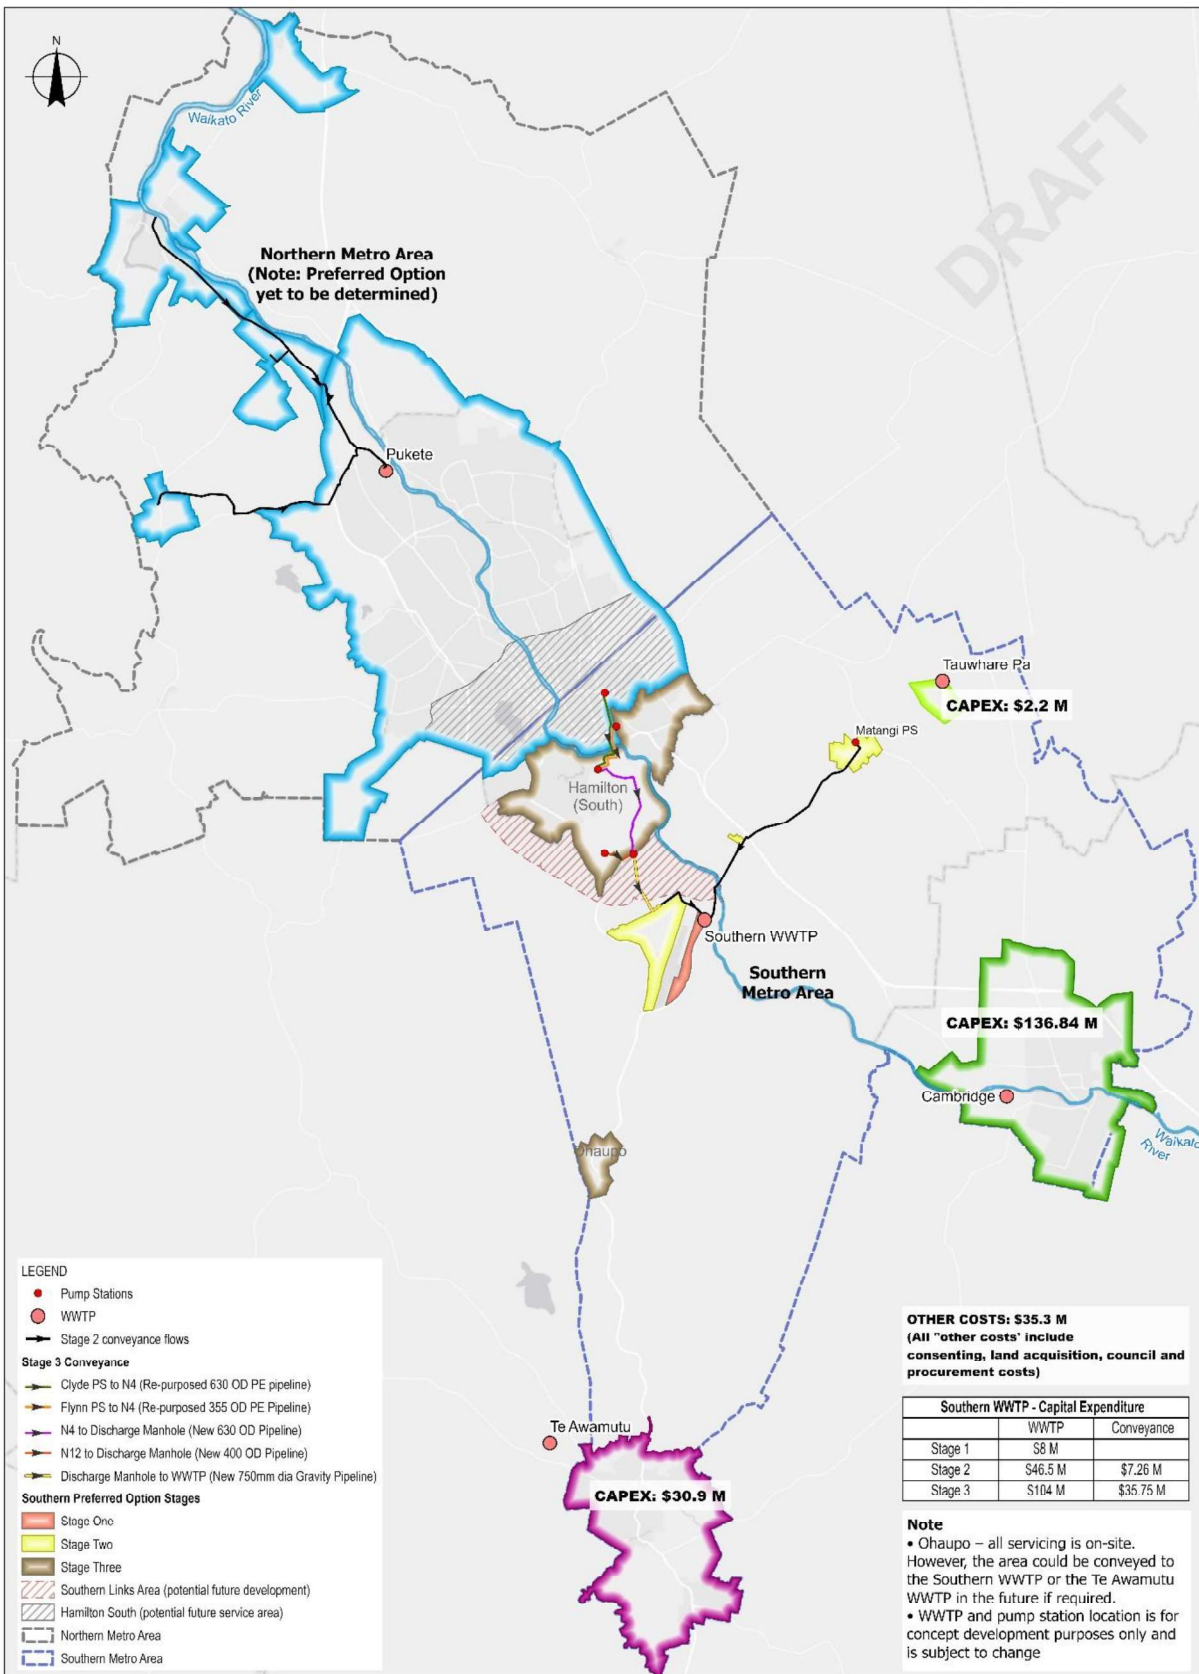 N
Waikato River
DRAFT
Northern Metro Area
(Note: Preferred Option
yet to be determined)
Pukete
Tauwhare Pa
CAPEX: $2.2 M
Matangi PS
Hamilton
(South)
Southern WWTP
Southern
Metro Area
CAPEX: $136.84 M
Cambridge
Waikato
River
Ohaupo
Te Awamutu
CAPEX: $30.9 M
LEGEND
Pump Stations
WWTP
Stage 2 conveyance flows
Stage 3 Conveyance
Clyde PS to N4 (Re-purposed 630 OD PE pipeline)
Flynn PS to N4 (Re-purposed 355 OD PE Pipeline)
N4 to Discharge Manhole (New 630 OD Pipeline)
N12 to Discharge Manhole (New 400 OD Pipeline)
Discharge Manhole to WWTP (New 750mm dia Gravity Pipeline)
Southern Preferred Option Stages
Stage One
Stage Two
Stage Three
Southern Links Area (potential future development)
Hamilton South (potential future service area)
Northern Metro Area
Southern Metro Area
OTHER COSTS: $35.3 M
(All "other costs' include
consenting, land acquisition, council and
procurement costs)
Southern WWTP - Capital Expenditure
WWTP Conveyance
Stage 1 $8 M
Stage 2 $46.5 M $7.26 M
Stage 3 $104 M $35.75 M
Note
• Ohaupo – all servicing is on-site.
However, the area could be conveyed to
the Southern WWTP or the Te Awamutu
WWTP in the future if required.
• WWTP and pump station location is for
concept development purposes only and
is subject to change